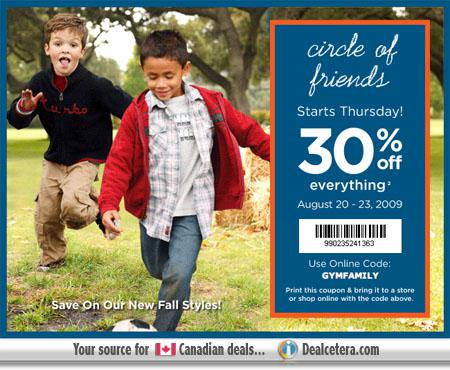 circle of
friends
Starts Thursday!
30% off
everything²
August 20 - 23, 2009
990235241363
Use Online Code:
GYMFAMILY
Print this coupon & bring it to a store
or shop online with the code above.
Save On Our New Fall Styles!
Your source for Canadian deals... Dealcetera.com